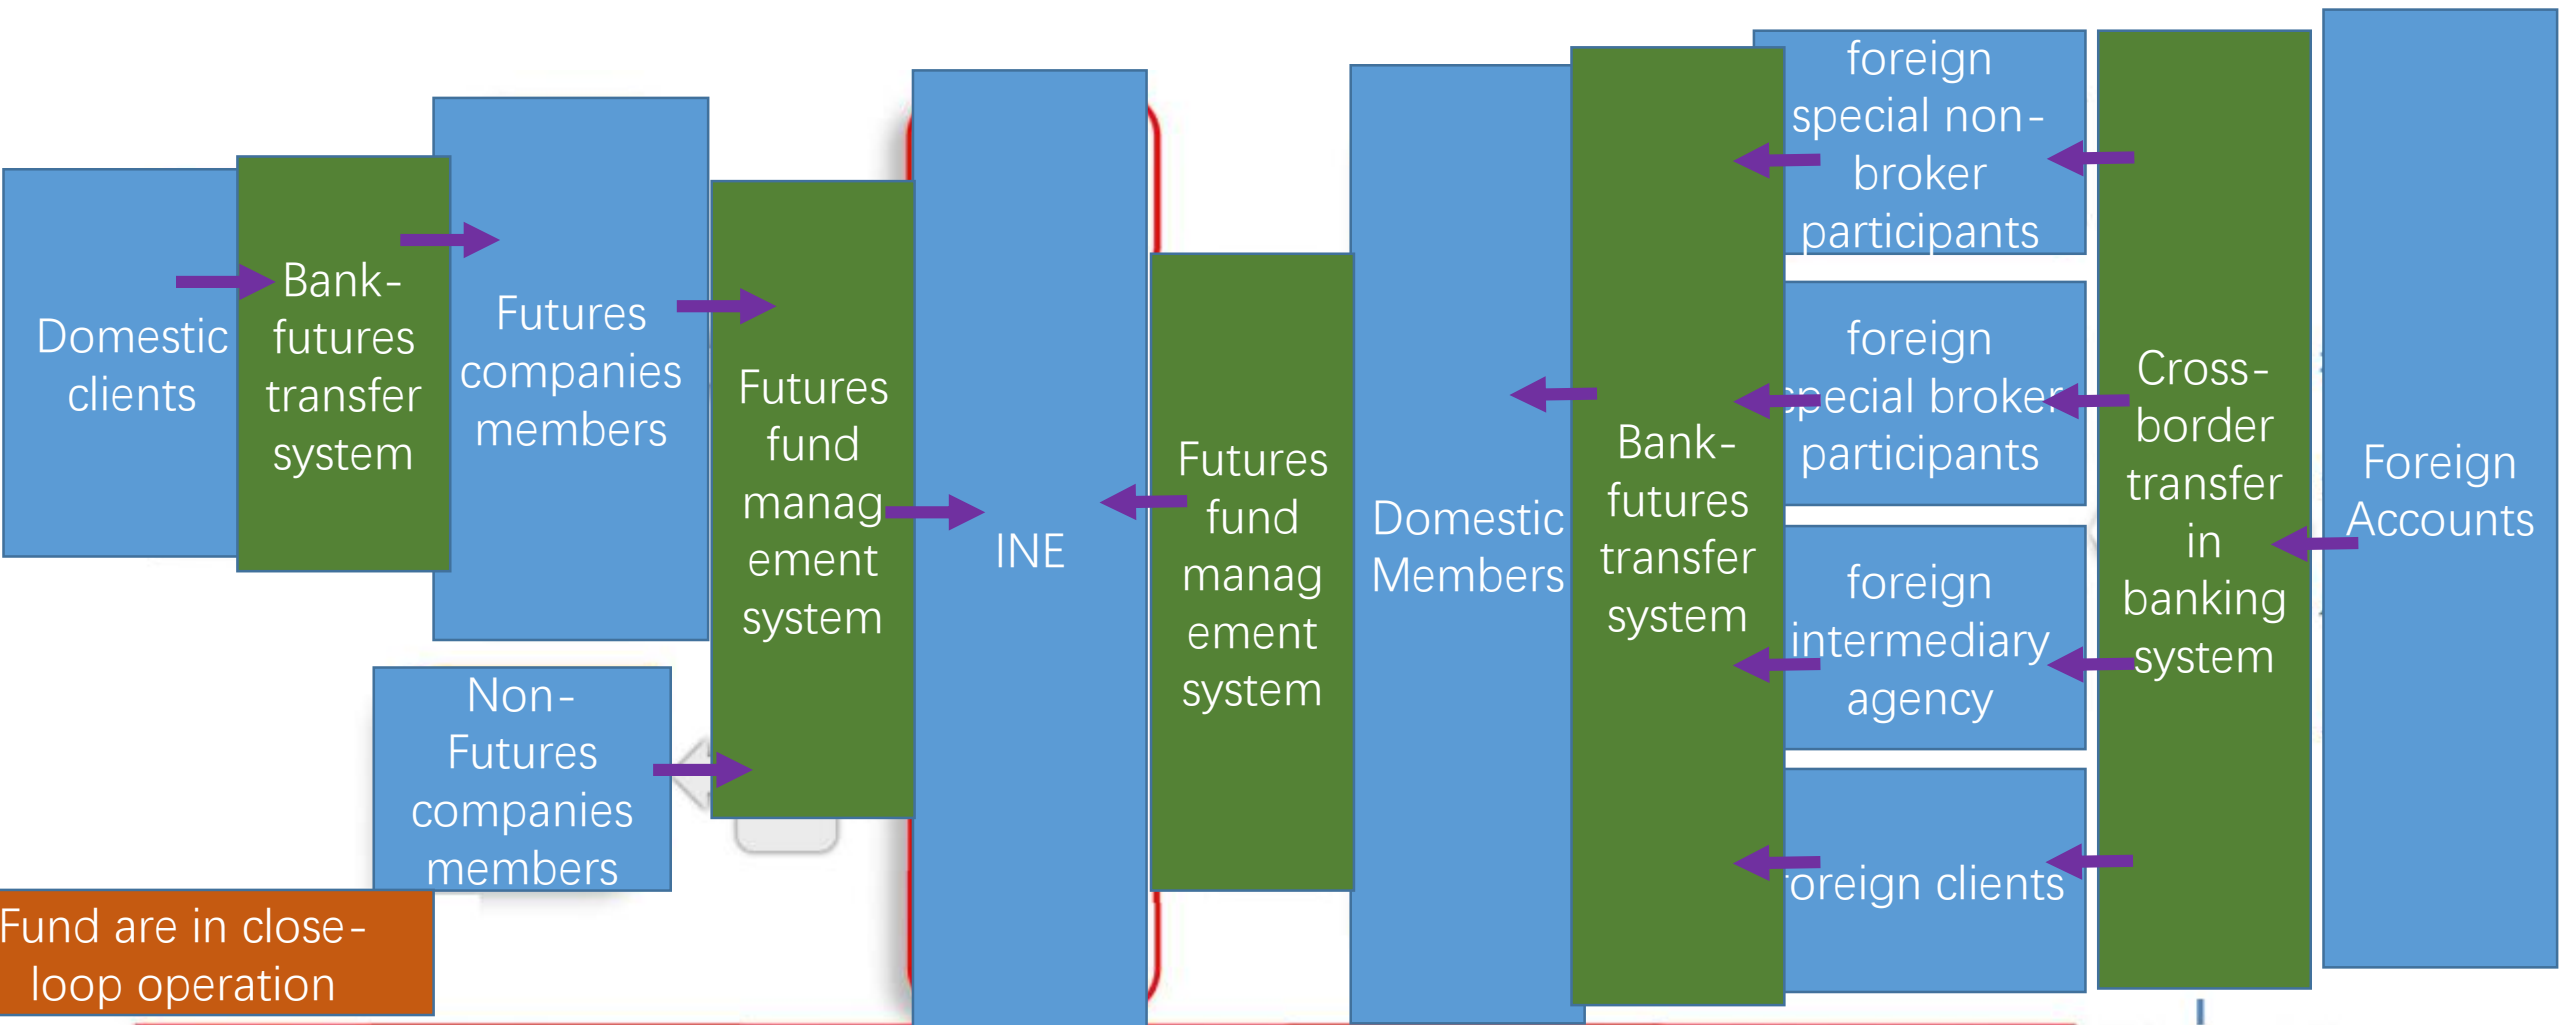 Domestic
clients
Bank-
futures
transfer
system
Futures
companies
members
Non-
Futures
companies
members
Fund are in close-
loop operation
Futures
fund
manag
ement
system
INE
Futures
fund
manag
ement
system
Domestic
Members
Bank-
futures
transfer
system
foreign
special non-
broker
participants
foreign
special broker
participants
foreign
intermediary
agency
foreign clients
Cross-
border
transfer
in
banking
system
Foreign
Accounts